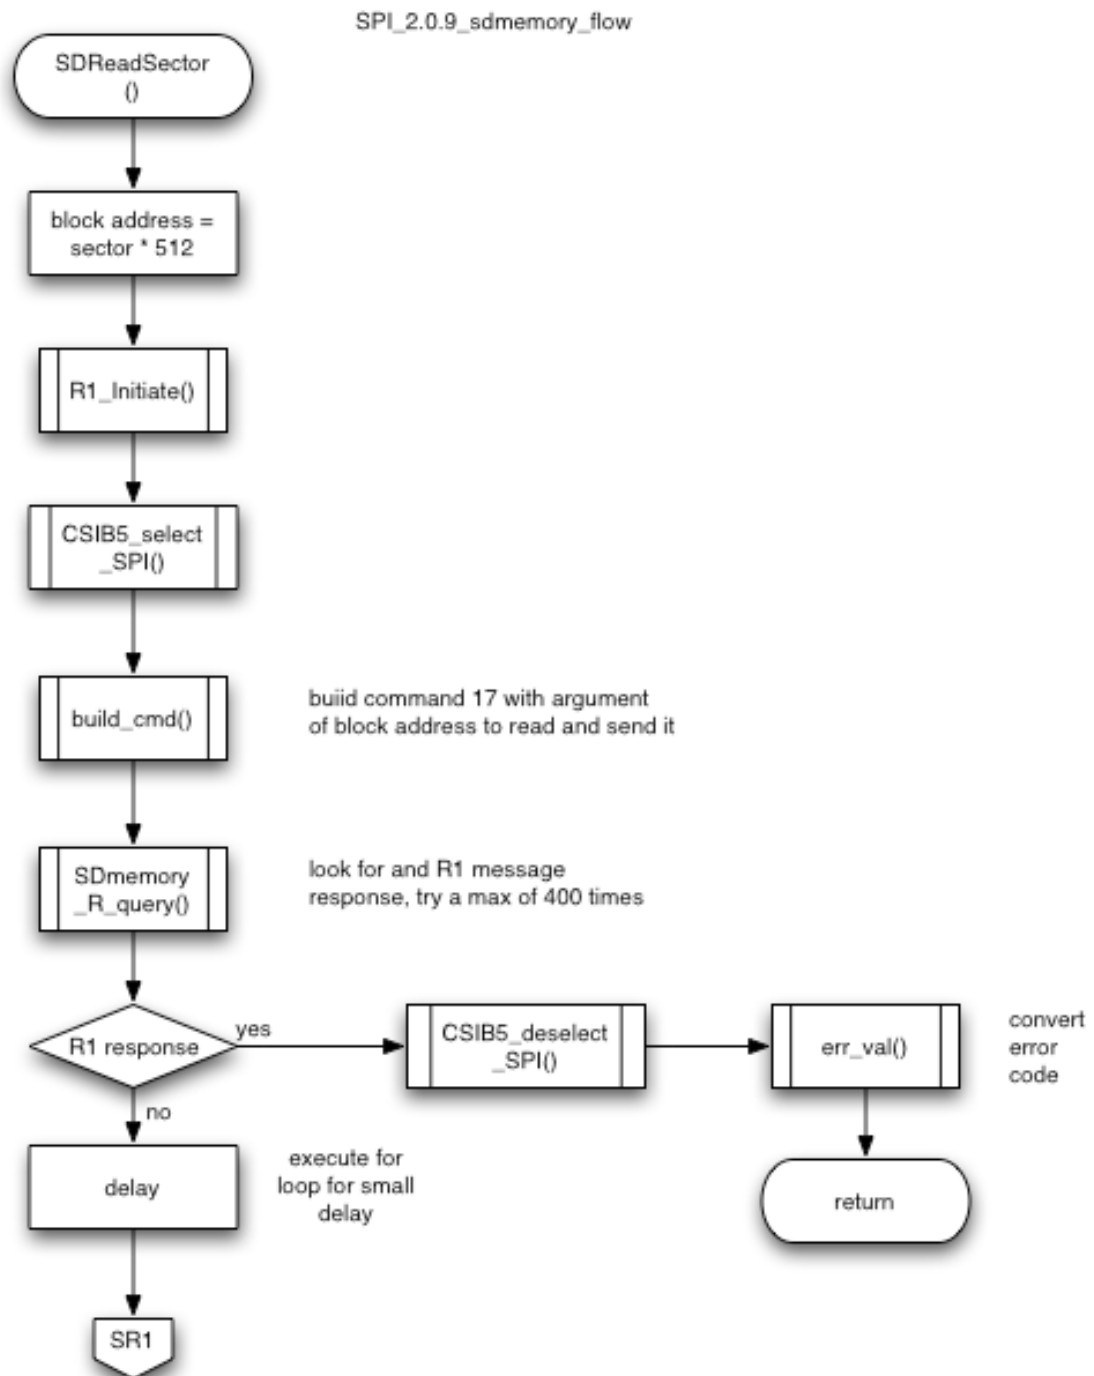 SPI_2.0.9_sdmemory_flow
SDReadSector
()
block address =
sector * 512
R1_Initiate()
CSIB5_select
_SPI()
build_cmd()
buiid command 17 with argument
of block address to read and send it
SDmemory
_R_query()
look for and R1 message
response, try a max of 400 times
R1 response
yes
CSIB5_deselect
_SPI()
err_val()
convert
error
code
no
delay
execute for
loop for small
delay
return
SR1